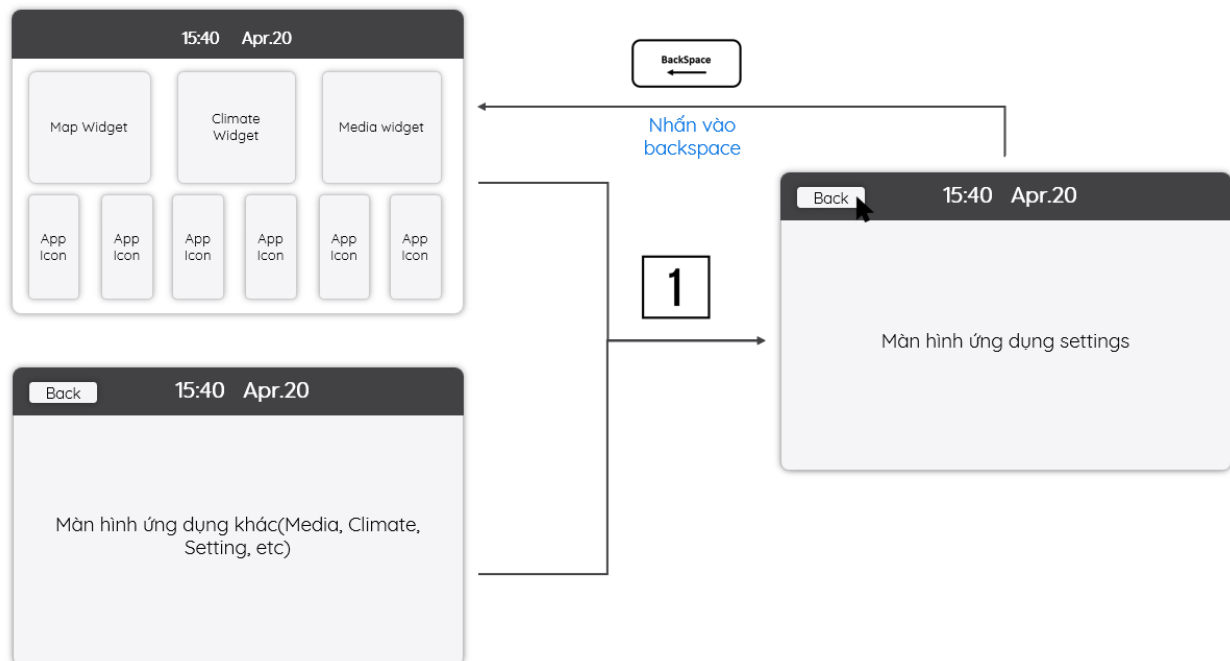 15:40 Apr.20
Map Widget
Climate
Widget
Media widget
App
Icon
App
Icon
App
Icon
App
Icon
App
Icon
App
Icon
BackSpace
Nhấn vào
backspace
1
Back 15:40 Apr.20
Màn hình ứng dụng settings
Back 15:40 Apr.20
Màn hình ứng dụng khác(Media, Climate,
Setting, etc)